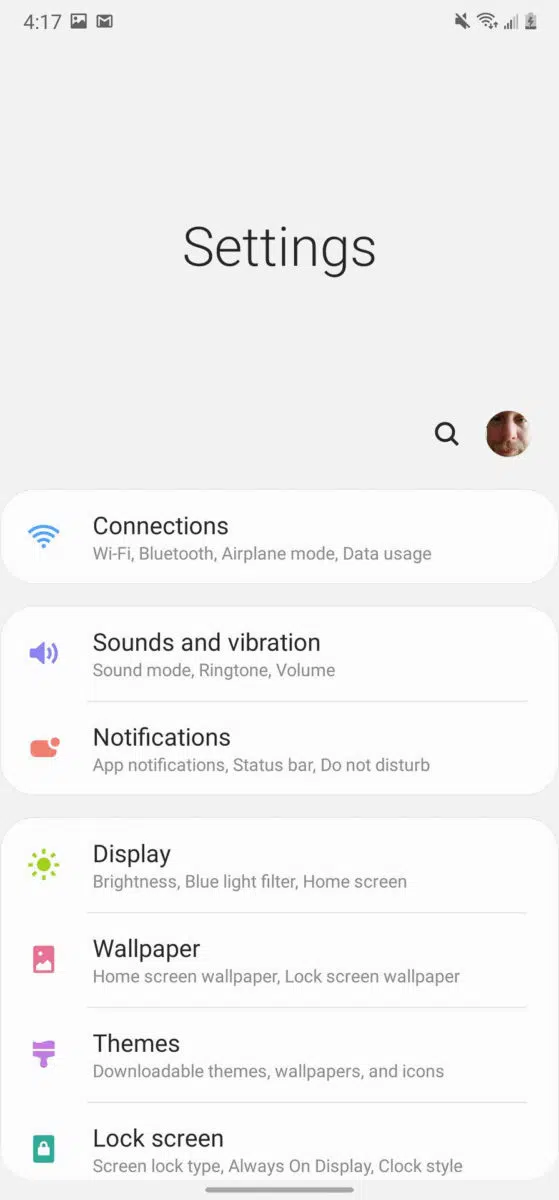 4:17
Settings
Connections
Wi-Fi, Bluetooth, Airplane mode, Data usage
Sounds and vibration
Sound mode, Ringtone, Volume
Notifications
App notifications, Status bar, Do not disturb
Display
Brightness, Blue light filter, Home screen
Wallpaper
Home screen wallpaper, Lock screen wallpaper
Themes
Downloadable themes, wallpapers, and icons
Lock screen
Screen lock type, Always On Display, Clock style